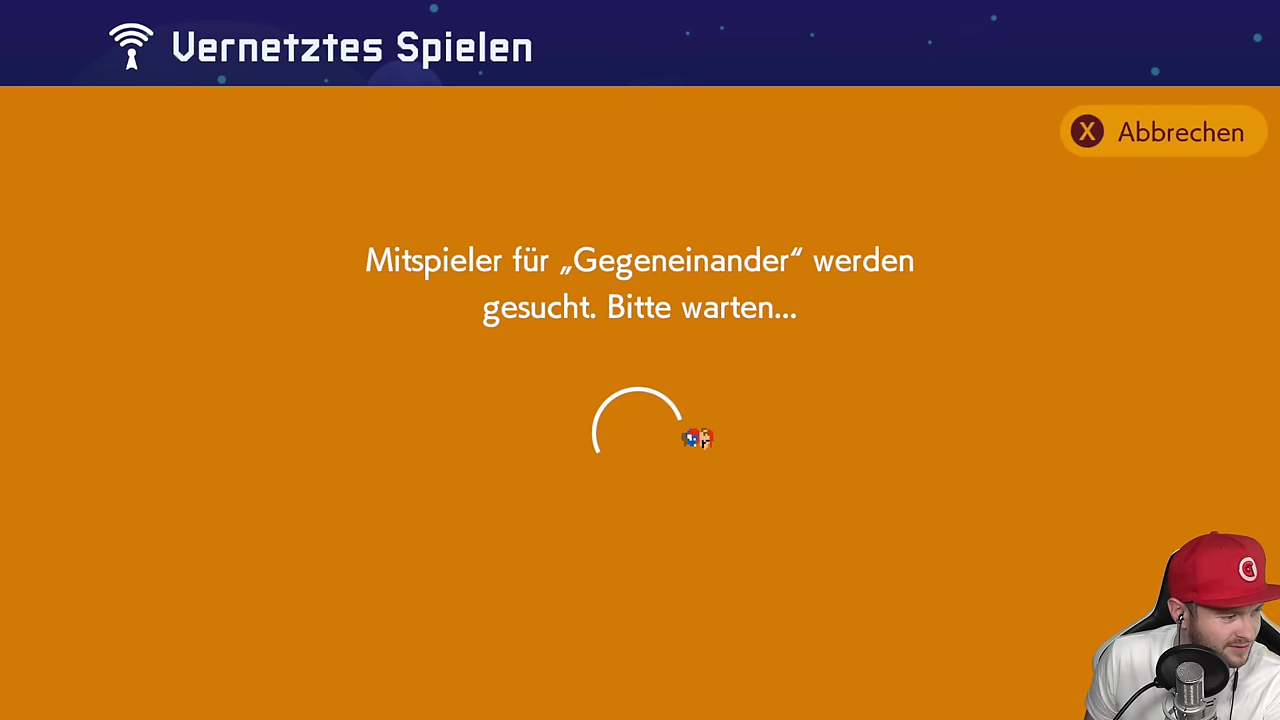 Vernetztes Spielen
X Abbrechen
Mitspieler für „Gegeneinander“ werden
gesucht. Bitte warten...